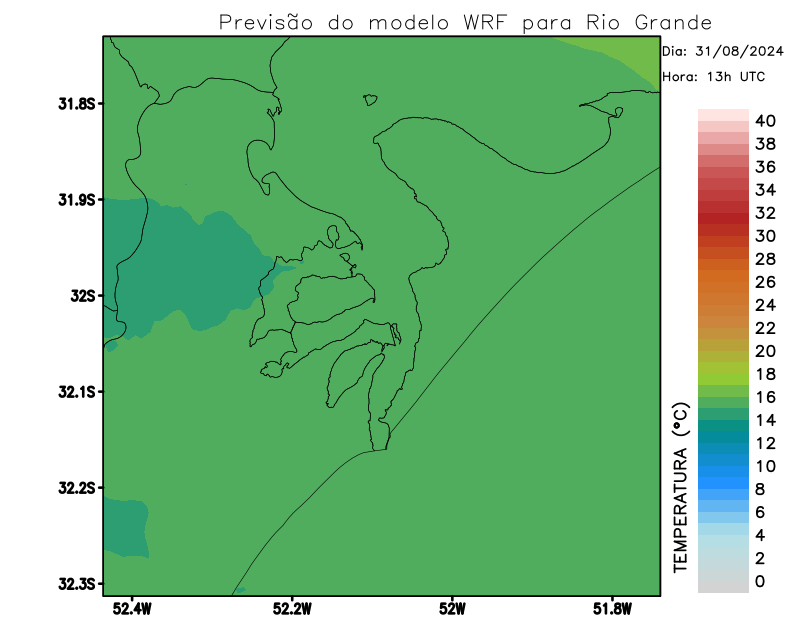 Previsão do modelo WRF para Rio Grande
Dia: 31/08/2024
Hora: 13h UTC
31.8S
31.9S
32S
32.1S
32.2S
32.3S
52.4W
52.2W
52W
51.8W
TEMPERATURA (°C)
40
38
36
34
32
30
28
26
24
22
20
18
16
14
12
10
8
6
4
2
0